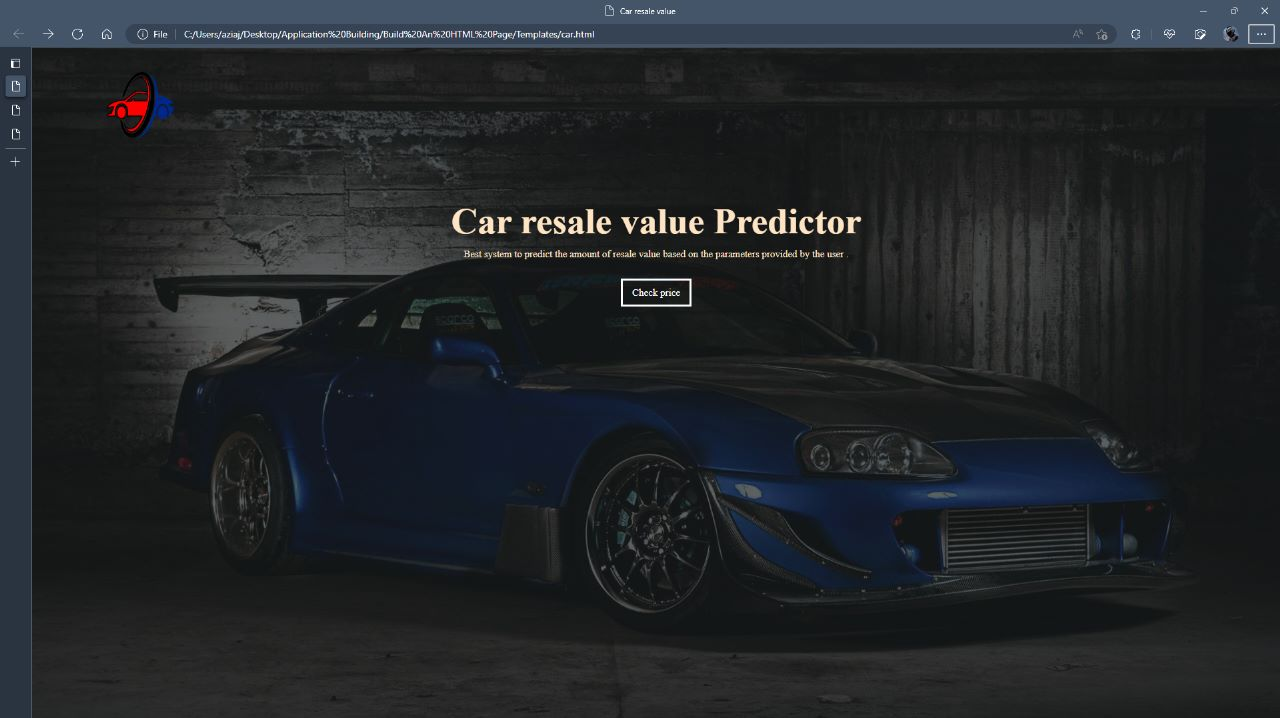 Car resale value
File
C:/Users/aziaj/Desktop/Application%20Building/Build%20An%20HTML%20Page/Templates/car.html
Car resale value Predictor
Best system to predict the amount of resale value based on the parameters provided by the user .
Check price
sparco
sparco